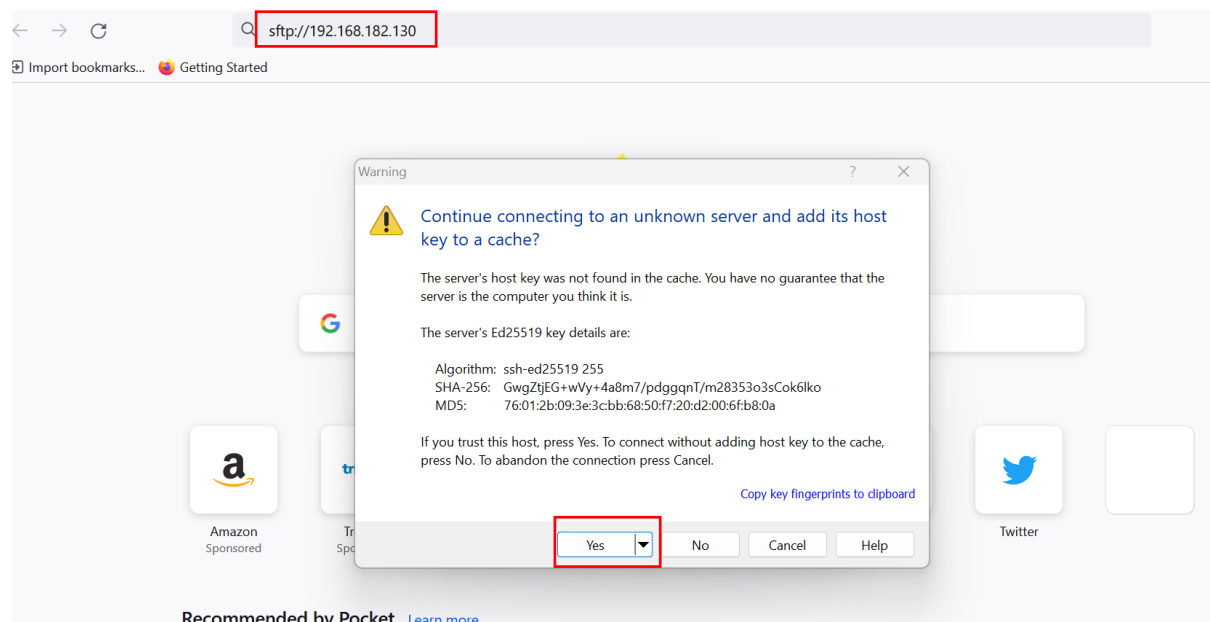 sftp://192.168.182.130
Import bookmarks... Getting Started
Warning
Continue connecting to an unknown server and add its host
key to a cache?
The server's host key was not found in the cache. You have no guarantee that the
server is the computer you think it is.
The server's Ed25519 key details are:
Algorithm: ssh-ed25519 255
SHA-256: GwgZtjEG+wVy+4a8m7/pdggqnT/m28353o3sCok6lko
MD5: 76:01:2b:09:3e:3c:bb:68:50:f7:20:d2:00:6f:b8:0a
If you trust this host, press Yes. To connect without adding host key to the cache,
press No. To abandon the connection press Cancel.
Copy key fingerprints to clipboard
Yes No Cancel Help
a tr
Amazon Tr Twitter
Sponsored Spo
Recommended by Pocket Learn more